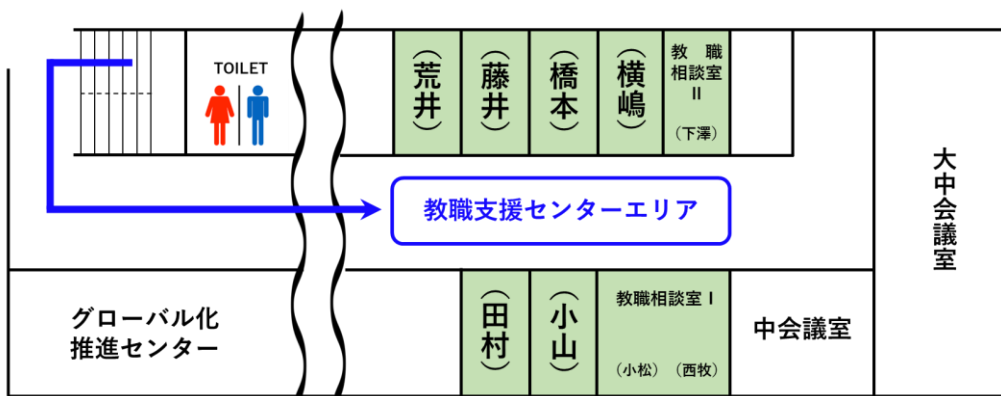 TOILET
(荒井)
(藤井)
(橋本)
(横嶋)
教 職
相談室
II
(下澤)
大中会議室
教職支援センターエリア
グローバル化
推進センター
(田村)
(小山)
教職相談室 I
(小松) (西牧)
中会議室